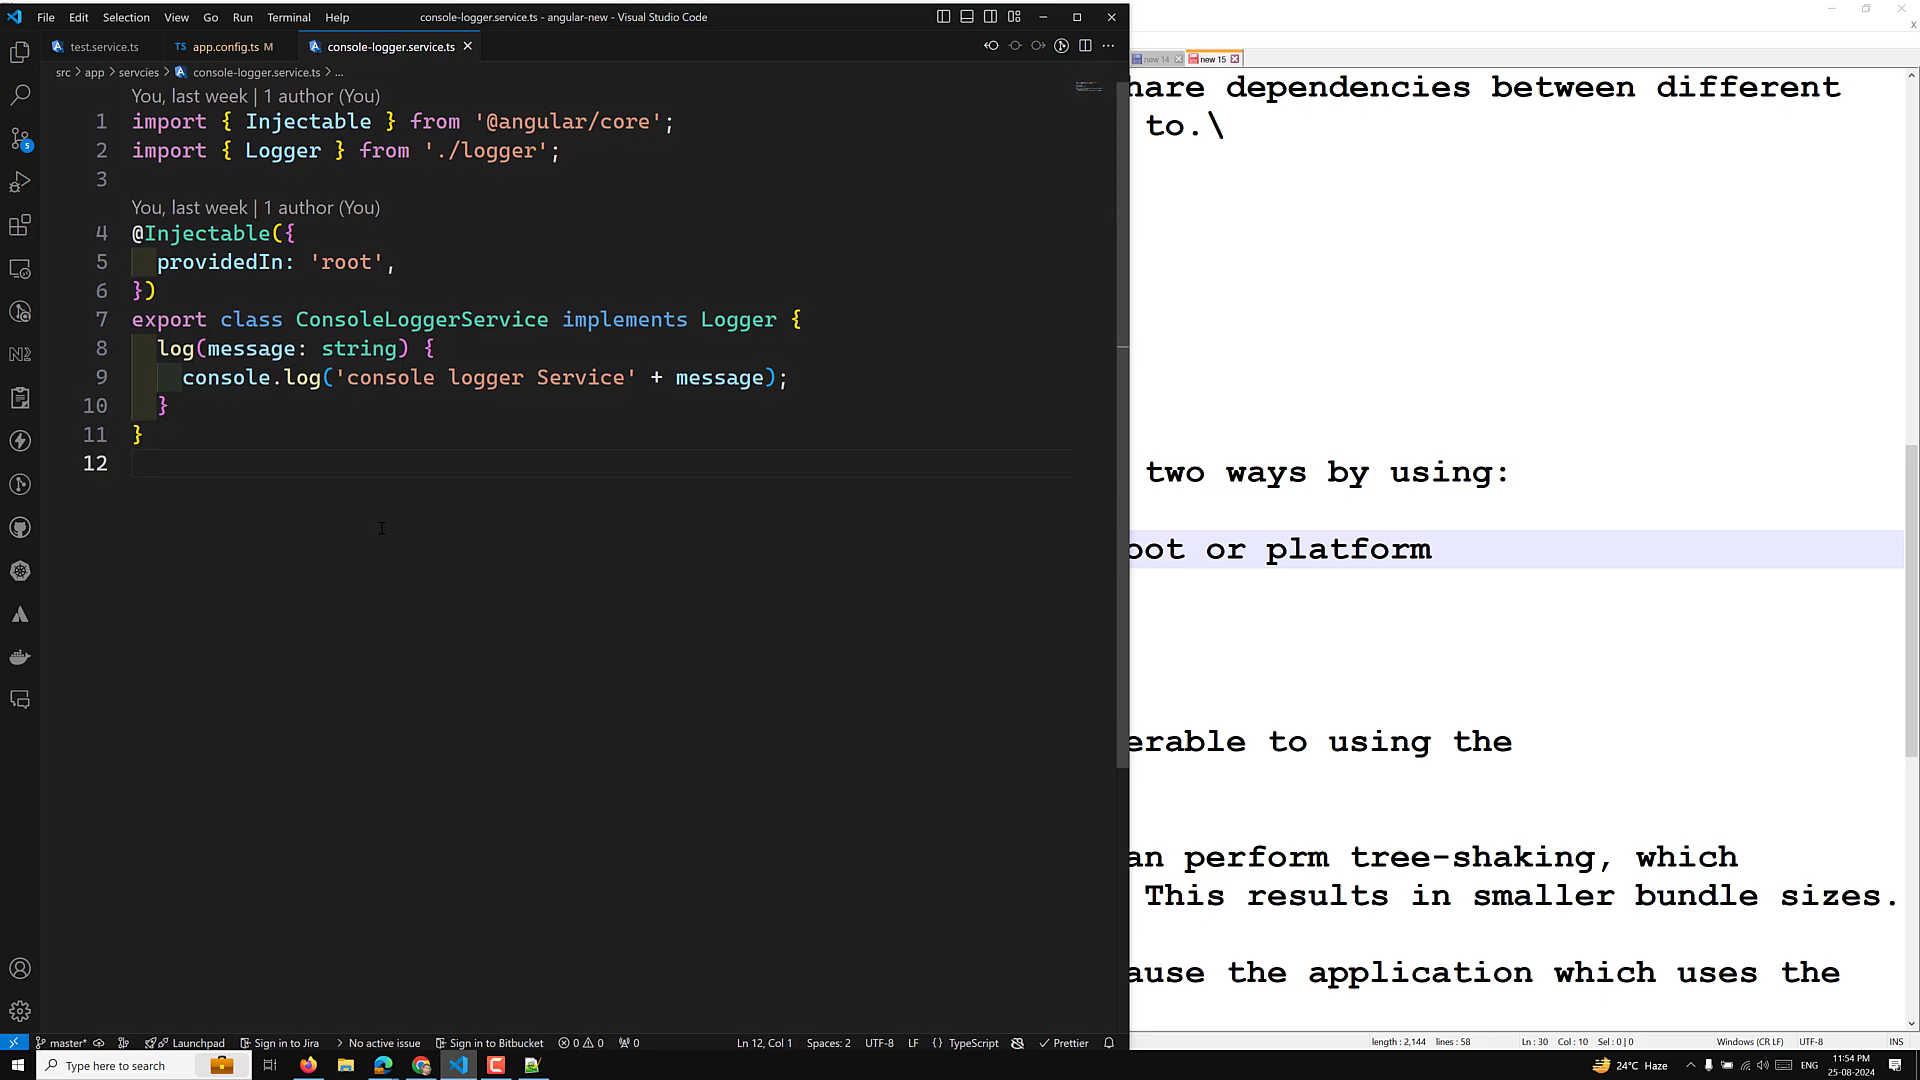 File Edit Selection View Go Run Terminal Help console-logger.service.ts - angular-new - Visual Studio Code
test.service.ts TS app.config.ts M console-logger.service.ts
src > app > servcies > console-logger.service.ts > ...
You, last week | 1 author (You)
1 import { Injectable } from '@angular/core';
2 import { Logger } from './logger';
3
You, last week | 1 author (You)
4 @Injectable({
5 providedIn: 'root',
6 })
7 export class ConsoleLoggerService implements Logger {
8 log(message: string) {
9 console.log('console logger Service' + message);
10 }
11 }
12
new 14 new 15
hare dependencies between different
to.\
two ways by using:
oot or platform
erable to using the
an perform tree-shaking, which
This results in smaller bundle sizes.
ause the application which uses the
5
master* Launchpad Sign in to Jira No active issue Sign in to Bitbucket 0 0 0 Ln 12, Col 1 Spaces: 2 UTF-8 LF {} TypeScript Prettier
length : 2,144 lines : 58 Ln : 30 Col : 10 Sel : 0 | 0 Windows (CR LF) UTF-8 INS
Type here to search 24°C Haze ENG 11:54 PM
25-08-2024